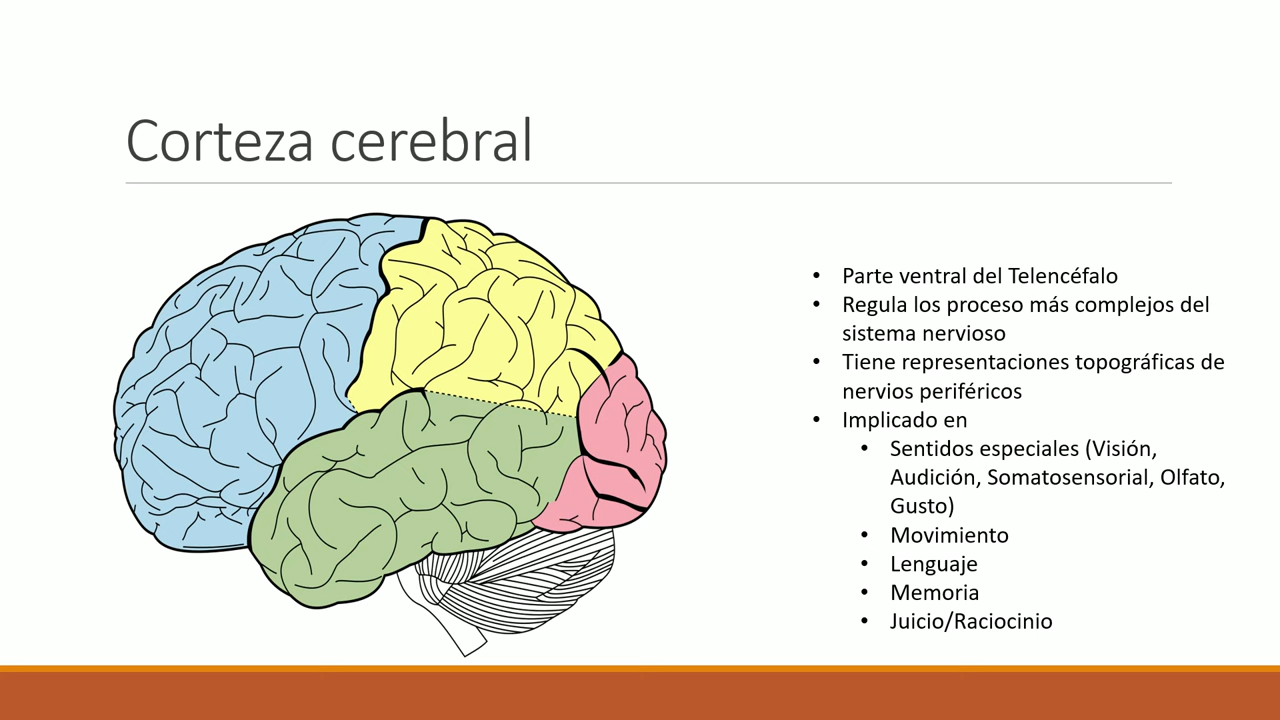 Corteza cerebral
• Parte ventral del Telencéfalo
• Regula los proceso más complejos del
sistema nervioso
• Tiene representaciones topográficas de
nervios periféricos
• Implicado en
• Sentidos especiales (Visión,
Audición, Somatosensorial, Olfato,
Gusto)
• Movimiento
• Lenguaje
• Memoria
• Juicio/Raciocinio